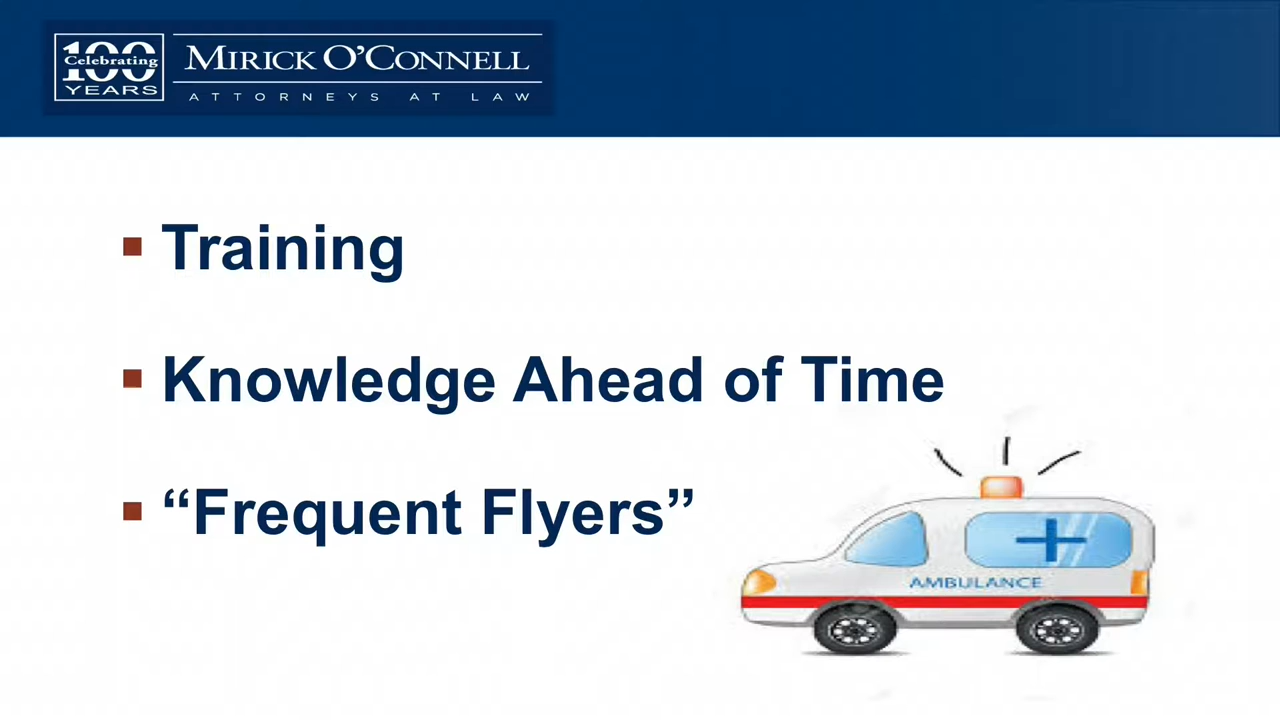 Celebrating
100
YEARS
MIRICK O’CONNELL
ATTORNEYS AT LAW
Training
Knowledge Ahead of Time
“Frequent Flyers”
AMBULANCE